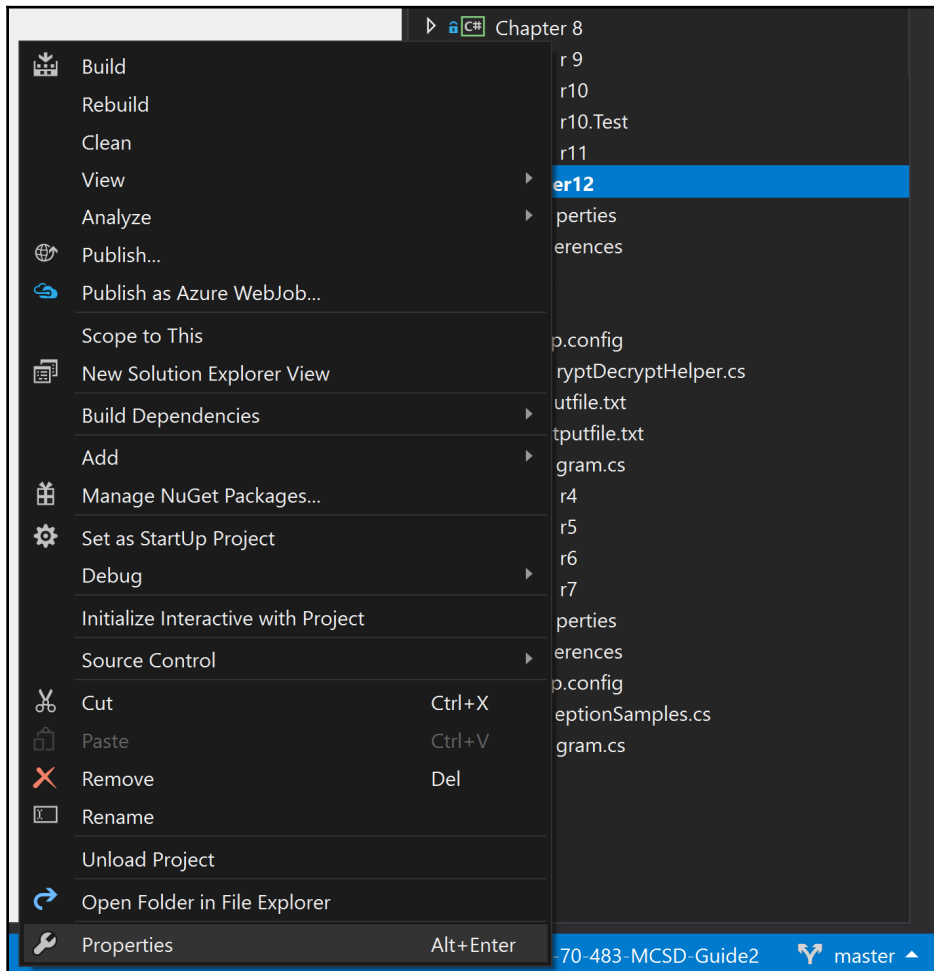 C# Chapter 8
Build
r 9
Rebuild
r10
Clean
r10.Test
r11
View
er12
Analyze
perties
Publish...
erences
Publish as Azure WebJob...
Scope to This
p.config
New Solution Explorer View
ryptDecryptHelper.cs
Build Dependencies
utfile.txt
tputfile.txt
Add
gram.cs
Manage NuGet Packages...
r4
Set as StartUp Project
r5
r6
Debug
r7
Initialize Interactive with Project
perties
Source Control
erences
p.config
Cut Ctrl+X
eptionSamples.cs
Paste Ctrl+V
gram.cs
Remove Del
Rename
Unload Project
Open Folder in File Explorer
Properties Alt+Enter
-70-483-MCSD-Guide2 master